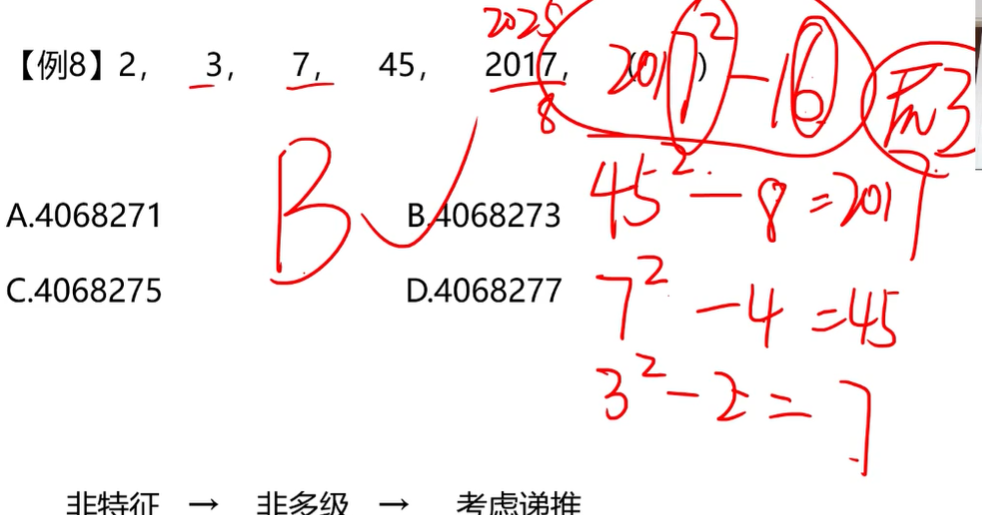 2025
【例8】2, 3, 7, 45, 2017, ( )
2017² - 16 尾3
8
45² - 8 = 2017
A.4068271 B.4068273
B
7² - 4 = 45
C.4068275 D.4068277
3² - 2 = 7
非特征 → 非多级 → 考虑递推